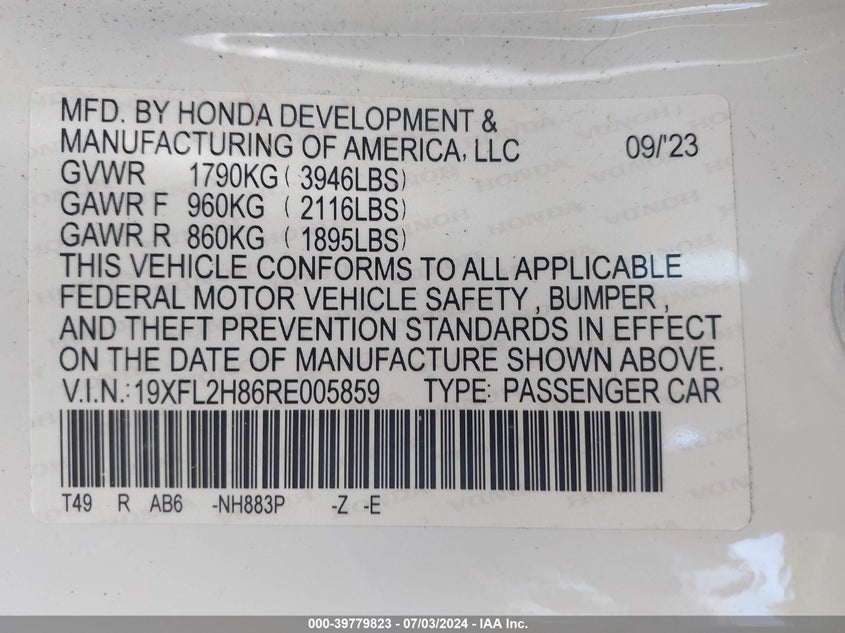 MFD. BY HONDA DEVELOPMENT &
MANUFACTURING OF AMERICA, LLC 09/'23
GVWR 1790KG ( 3946LBS)
GAWR F 960KG ( 2116LBS)
GAWR R 860KG ( 1895LBS)
THIS VEHICLE CONFORMS TO ALL APPLICABLE
FEDERAL MOTOR VEHICLE SAFETY , BUMPER ,
AND THEFT PREVENTION STANDARDS IN EFFECT
ON THE DATE OF MANUFACTURE SHOWN ABOVE.
V.I.N.: 19XFL2H86RE005859 TYPE: PASSENGER CAR
T49 R AB6 -NH883P -Z -E
000-39779823 - 07/03/2024 - IAA Inc.